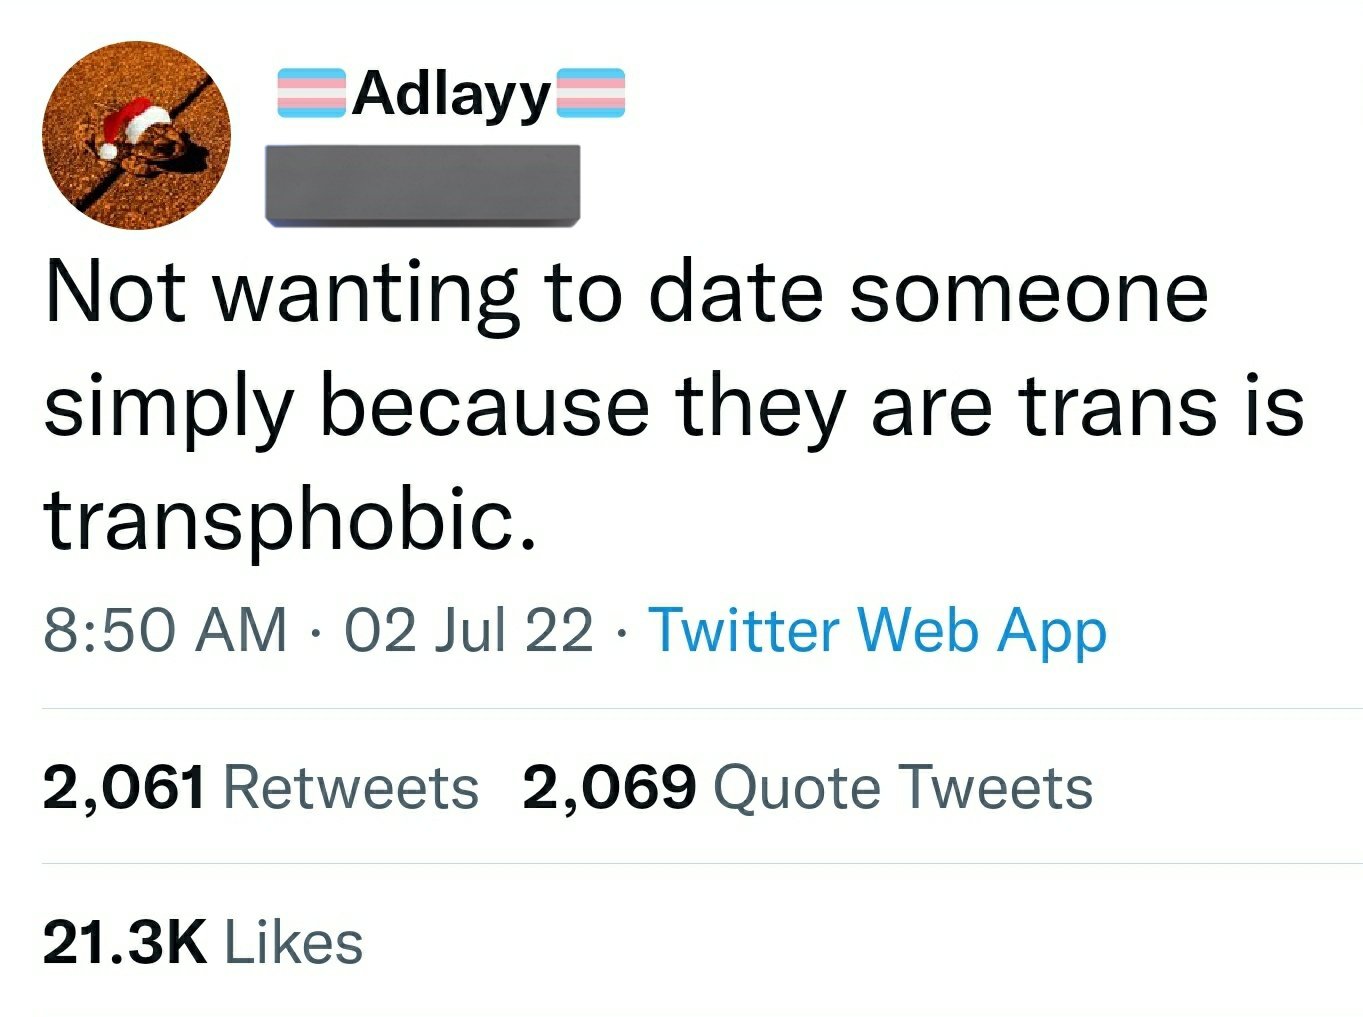 Adlayy
Not wanting to date someone
simply because they are trans is
transphobic.
8:50 AM · 02 Jul 22 · Twitter Web App
2,061 Retweets 2,069 Quote Tweets
21.3K Likes